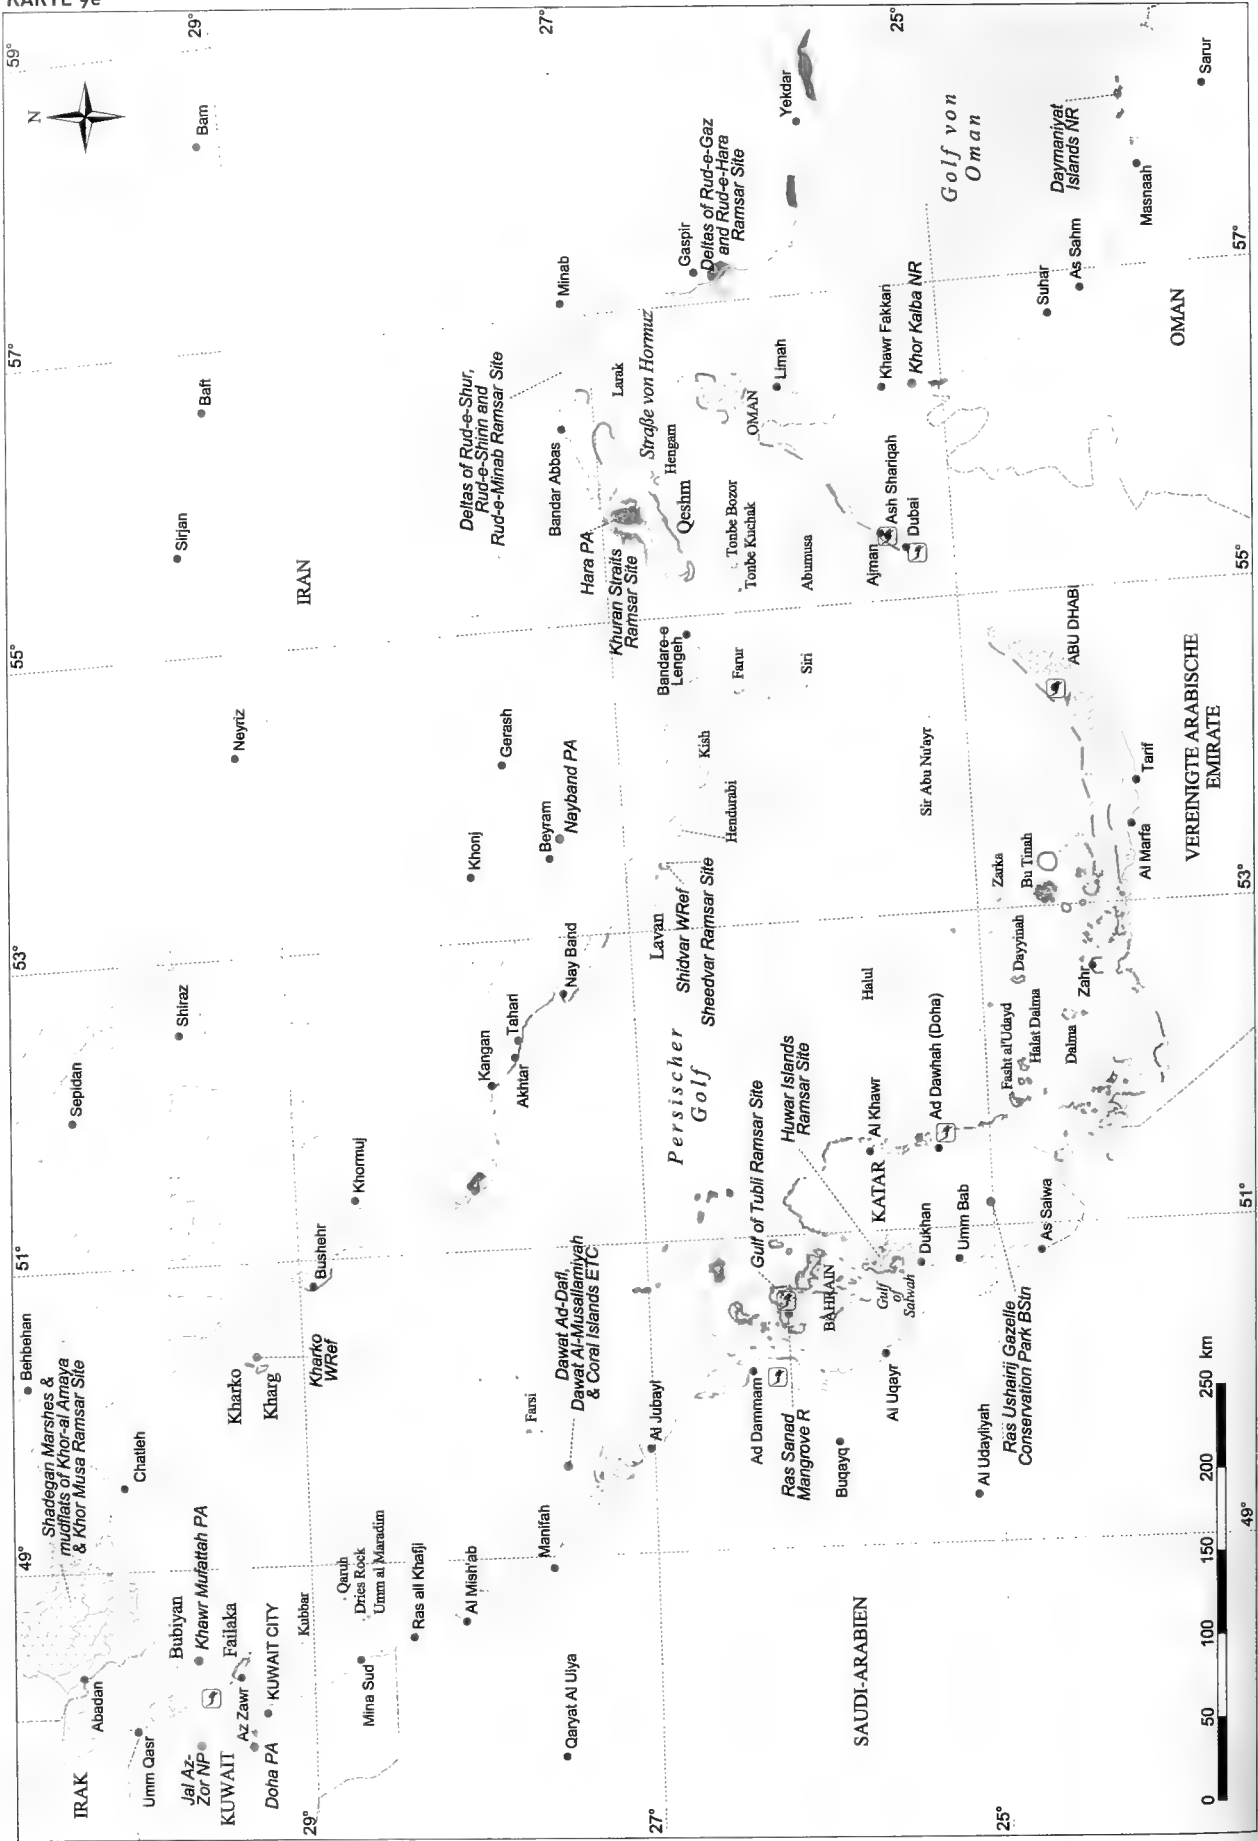 KARTE 9e
59°
57°
55°
53°
51°
49°
29°
27°
25°
N
Behbehan
Shadegan Marshes &
mudflats of Khor-al Amaya
& Khor Musa Ramsar Site
Chatleh
Abadan
IRAK
Umm Qasr
Bubiyan
Khawr Mufattah PA
Jal Az-
Zor NP
KUWAIT
Failaka
Az Zawr
KUWAIT CITY
Doha PA
Kubbar
Qaruh
Dries Rock
Umm al Maradim
Mina Sud
Ras all Khafji
Al Mish'ab
Manifah
Qaryat Al Ulya
Kharko
Kharg
Kharko
WRef
Bushehr
Khormuj
Sepidan
Shiraz
Neyriz
Sirjan
Baft
Bam
IRAN
Farsi
Dawat Ad-Dafi,
Dawat Al-Musallamiyah
& Coral Islands ETC
Al Jubayl
Kangan
Akhtar
Tahari
Nay Band
Khonj
Beyram
Nayband PA
Gerash
Deltas of Rud-e-Shur,
Rud-e-Shirin and
Rud-e-Minab Ramsar Site
Bandar Abbas
Minab
Hara PA
Khuran Straits
Ramsar Site
Larak
Straße von Hormuz
Hengam
Qeshm
Gaspir
Deltas of Rud-e-Gaz
and Rud-e-Hara
Ramsar Site
Yekdar
Persischer
Golf
Lavan
Shidvar WRef
Sheedvar Ramsar Site
Hendurabi
Kish
Bandare-e
Lengeh
Farur
Siri
Tonbe Bozor
Tonbe Kuchak
Abumusa
OMAN
Limah
Khawr Fakkan
Khor Kalba NR
Ajman
Ash Shariqah
Dubai
Golf von
Oman
Daymaniyat
Islands NR
Sarur
Masnaah
As Sahm
Suhar
OMAN
Gulf of Tubli Ramsar Site
Huwar Islands
Ramsar Site
Ad Dammam
Ras Sanad
Mangrove R
Buqayq
BAHRAIN
Gulf
of
Salwah
Al Uqayr
KATAR
Al Khawr
Ad Dawhah (Doha)
Dukhan
Umm Bab
As Salwa
Al Udayliyah
Ras Ushairij Gazelle
Conservation Park BStn
Halul
Fasht al'Udayd
Halat Dalma
Dalma
Dayyinah
Zarka
Bu Tinah
Zahr
Sir Abu Nu'ayr
Al Marfa
Tarif
ABU DHABI
VEREINIGTE ARABISCHE
EMIRATE
SAUDI-ARABIEN
0 50 100 150 200 250 km
29°
27°
25°
49°
51°
53°
55°
57°